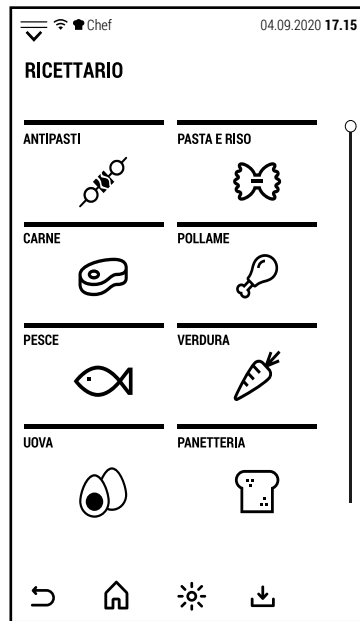 Chef 04.09.2020 17.15
RICETTARIO
ANTIPASTI PASTA E RISO
CARNE POLLAME
PESCE VERDURA
UOVA PANETTERIA